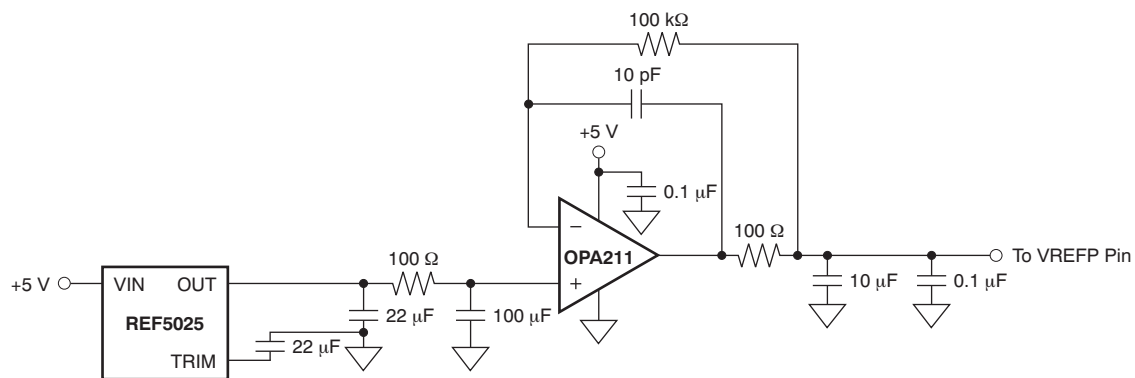 100 kΩ
10 pF
+5 V
0.1 μF
OPA211
−
+
100 Ω
To VREFP Pin
10 μF
0.1 μF
+5 V
VIN
OUT
REF5025
TRIM
22 μF
22 μF
100 Ω
100 μF